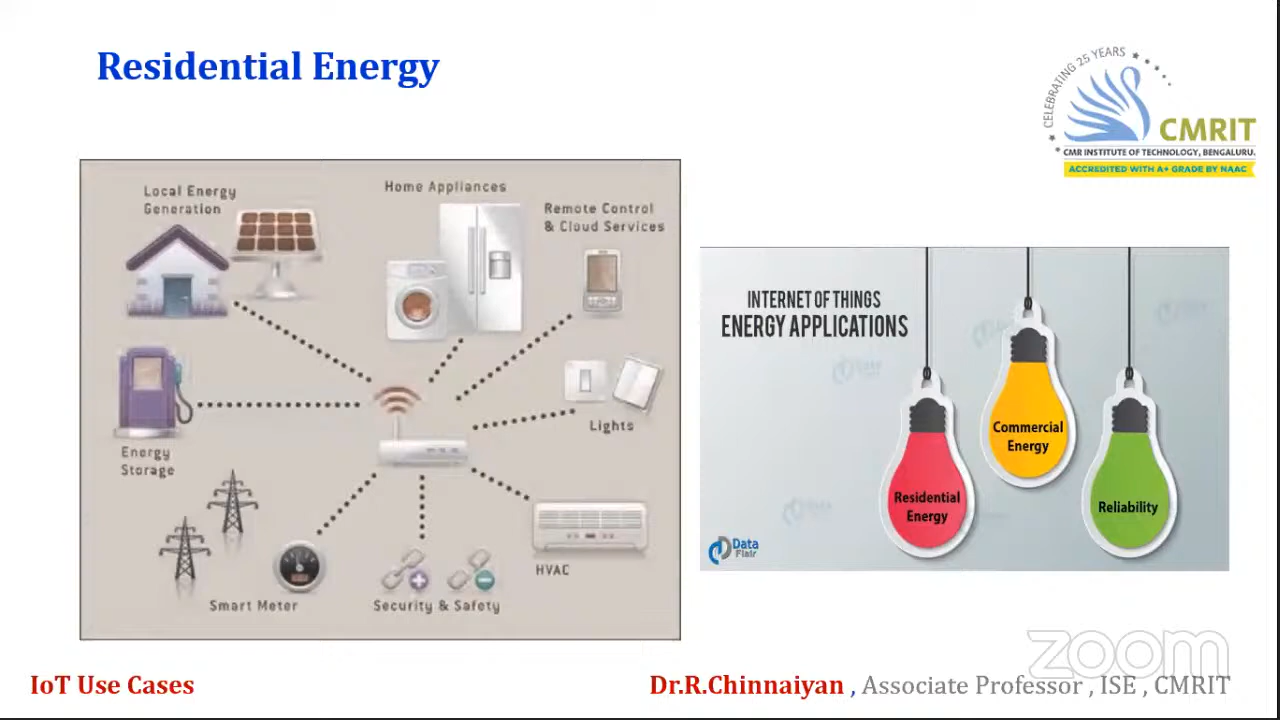 Residential Energy
CELEBRATING 25 YEARS
CMRIT
CMR INSTITUTE OF TECHNOLOGY, BENGALURU.
ACCREDITED WITH A+ GRADE BY NAAC
Local Energy
Generation
Home Appliances
Remote Control
& Cloud Services
Lights
Energy
Storage
HVAC
Smart Meter
Security & Safety
INTERNET OF THINGS
ENERGY APPLICATIONS
Commercial
Energy
Residential
Energy
Reliability
Data
Flair
zoom
IoT Use Cases
Dr.R.Chinnaiyan , Associate Professor , ISE , CMRIT